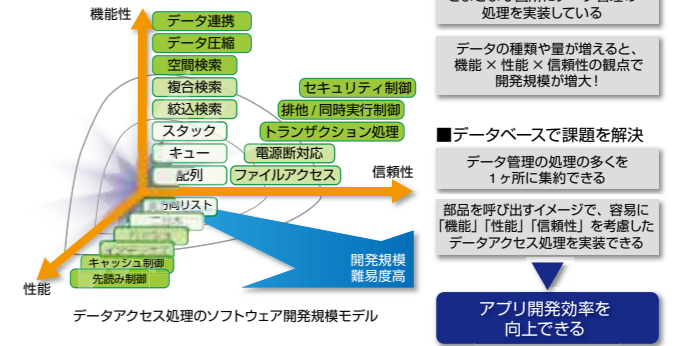 機能性
データ連携
データ圧縮
空間検索
複合検索
絞込検索
スタック
キュー
配列
セキュリティ制御
排他/同時実行制御
トランザクション処理
電源断対応
ファイルアクセス
信頼性
方向リスト
キャッシュ制御
先読み制御
性能
開発規模
難易度高
データアクセス処理のソフトウェア開発規模モデル
処理を実装している
データの種類や量が増えると、
機能×性能×信頼性の観点で
開発規模が増大！
■データベースで課題を解決
データ管理の処理の多くを
1ヶ所に集約できる
部品を呼び出すイメージで、容易に
「機能」「性能」「信頼性」を考慮した
データアクセス処理を実装できる
アプリ開発効率を
向上できる